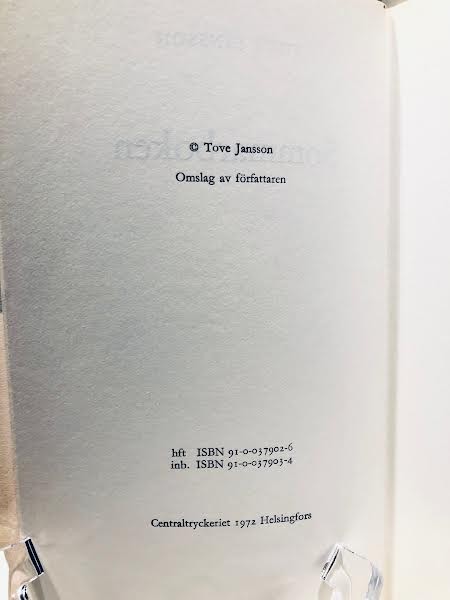 © Tove Jansson
Omslag av författaren
hft ISBN 91-0-037902-6
inb. ISBN 91-0-037903-4
Centraltryckeriet 1972 Helsingfors